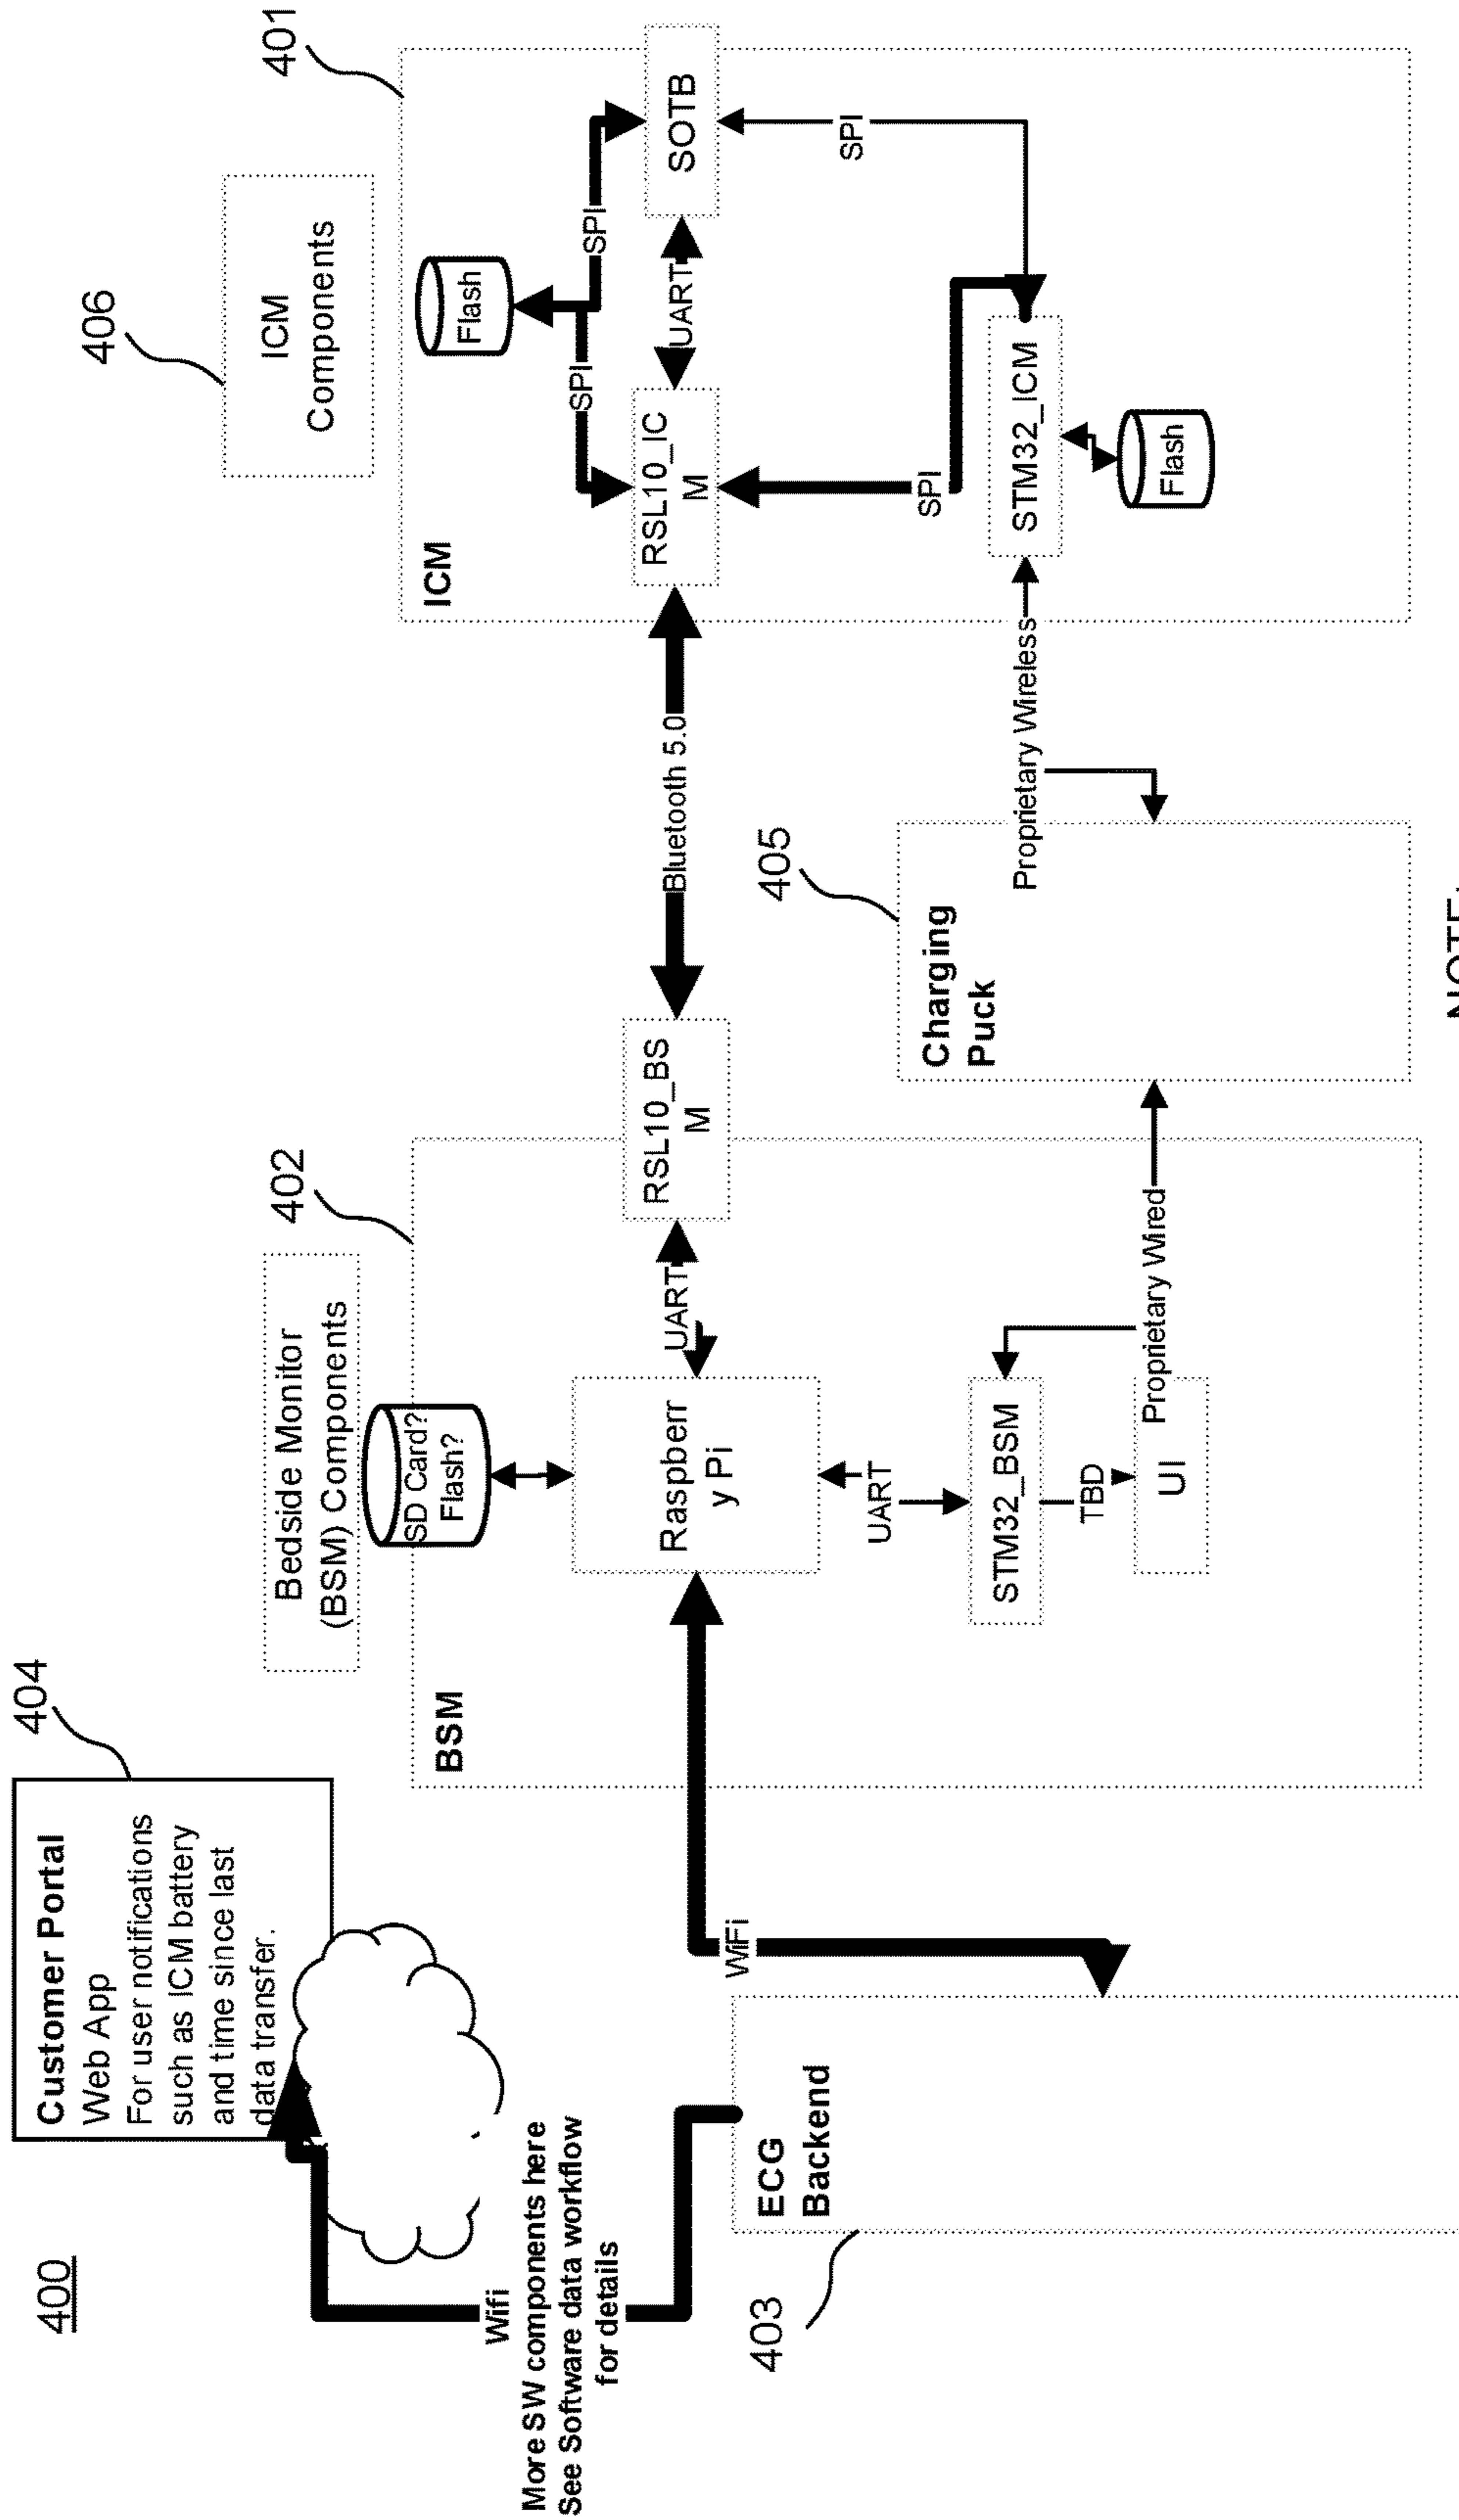 400
404
Customer Portal
Web App
For user notifications
such as ICM battery
and time since last
data transfer.
Wifi
More SW components here
See Software data workflow
for details
403
ECG
Backend
WiFi
Bedside Monitor
(BSM) Components
402
BSM
SD Card?
Flash?
Raspberr
y Pi
UART
RSL10_BS
M
UART
STM32_BSM
TBD
UI
Proprietary Wired
Bluetooth 5.0
405
Charging
Puck
Proprietary Wireless
406
ICM
Components
401
ICM
Flash
SPI
SPI
RSL10_IC
M
UART
SOTB
SPI
SPI
STM32_ICM
Flash
NOTE: